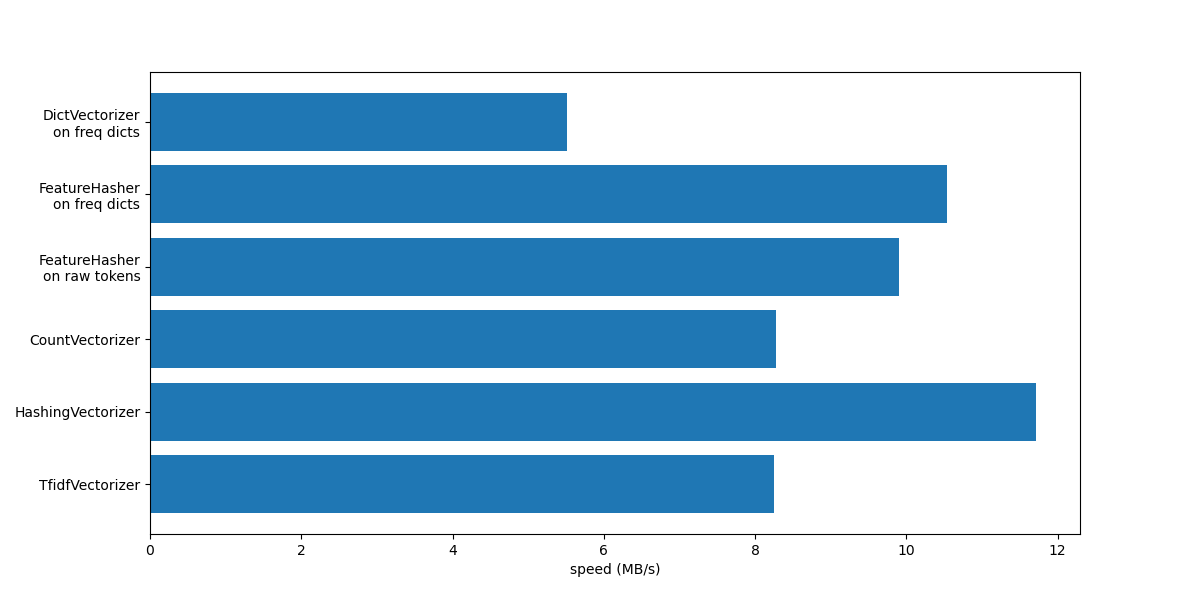 DictVectorizer
on freq dicts
FeatureHasher
on freq dicts
FeatureHasher
on raw tokens
CountVectorizer
HashingVectorizer
TfidfVectorizer
0 2 4 6 8 10 12
speed (MB/s)